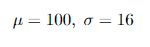 μ = 100, σ = 16